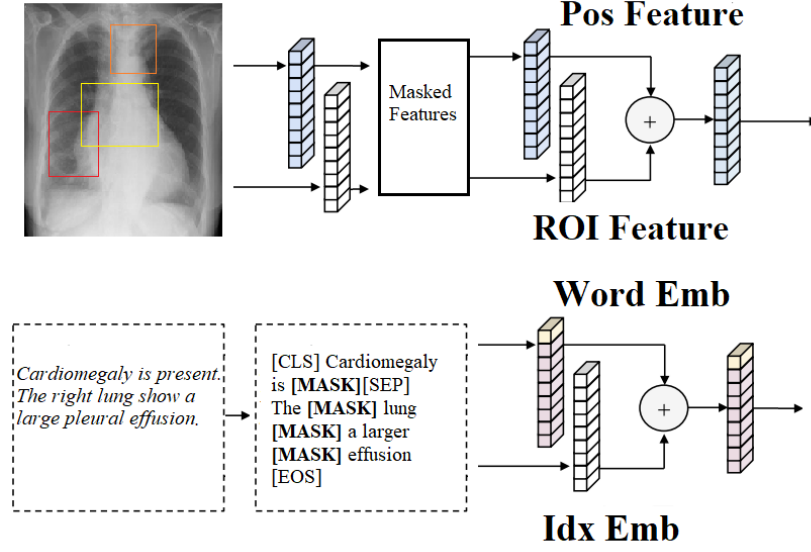 Pos Feature
Masked
Features
+
ROI Feature
Word Emb
Cardiomegaly is present.
The right lung show a
large pleural effusion.
[CLS] Cardiomegaly
is [MASK][SEP]
The [MASK] lung
[MASK] a larger
[MASK] effusion
[EOS]
+
Idx Emb